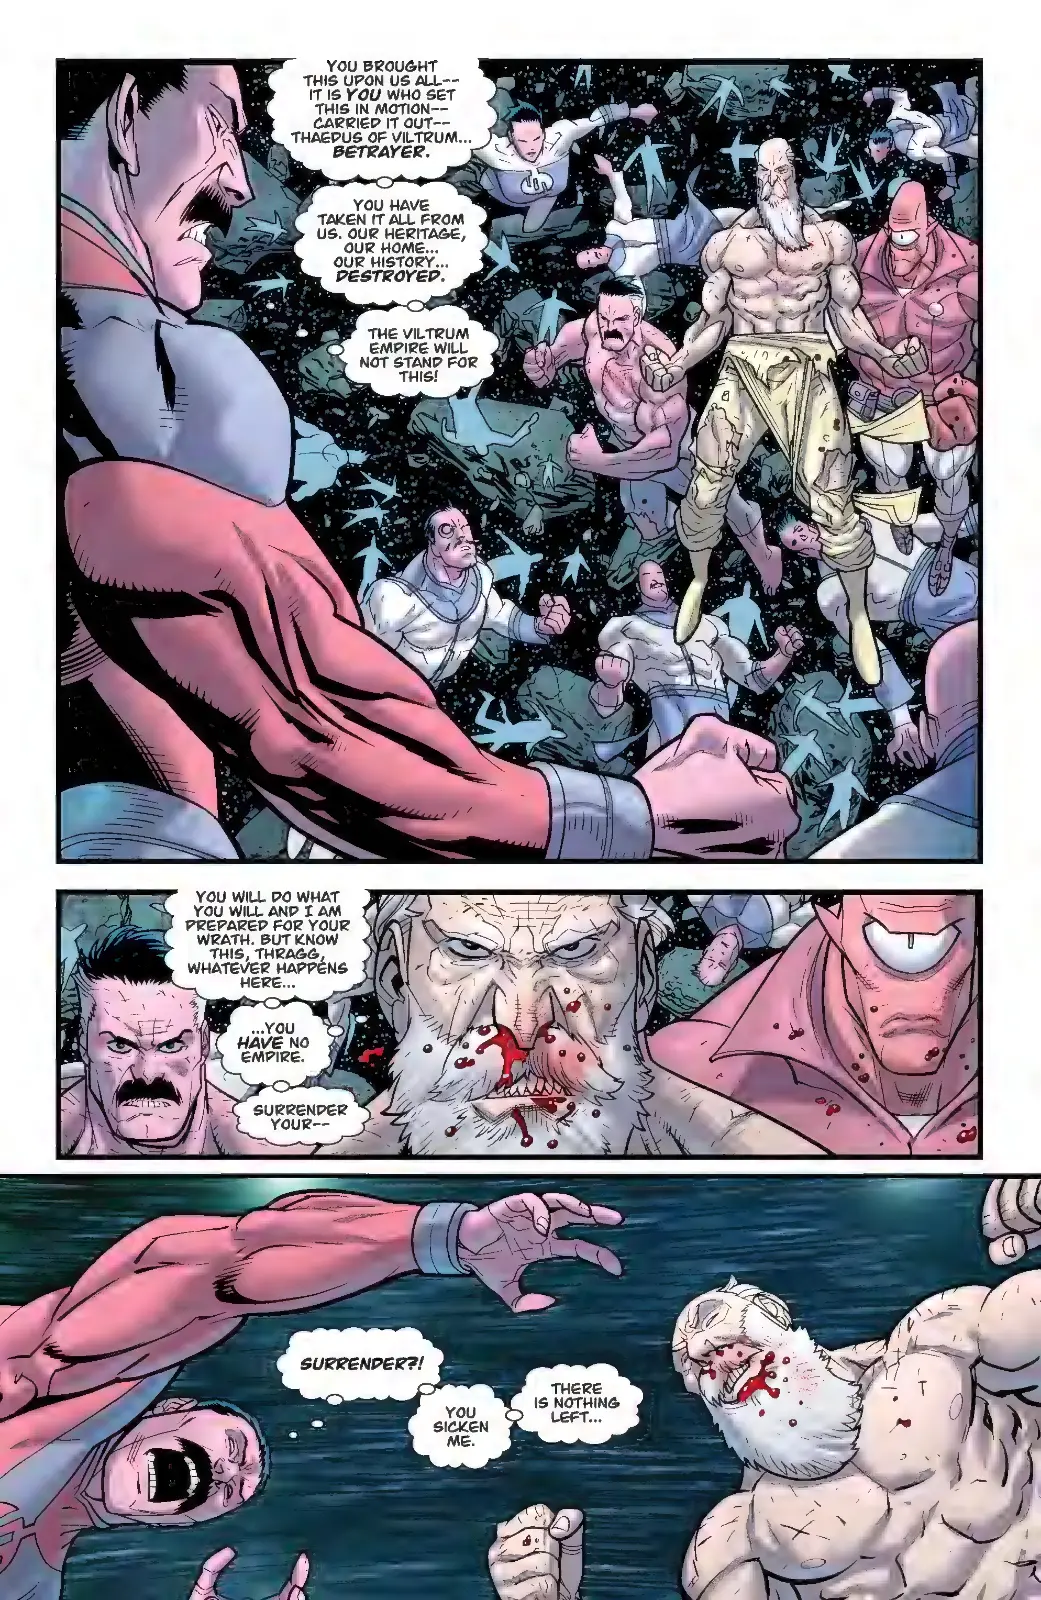 YOU BROUGHT
THIS UPON US ALL--
IT IS YOU WHO SET
THIS IN MOTION--
CARRIED IT OUT--
THAEDUS OF VILTRUM...
BETRAYER.
YOU HAVE
TAKEN IT ALL FROM
US. OUR HERITAGE,
OUR HOME...
OUR HISTORY...
DESTROYED.
THE VILTRUM
EMPIRE WILL
NOT STAND FOR
THIS!
YOU WILL DO WHAT
YOU WILL AND I AM
PREPARED FOR YOUR
WRATH. BUT KNOW
THIS, THRAGG,
WHATEVER HAPPENS
HERE...
...YOU
HAVE NO
EMPIRE.
SURRENDER
YOUR--
SURRENDER?!
YOU
SICKEN
ME.
THERE
IS NOTHING
LEFT...